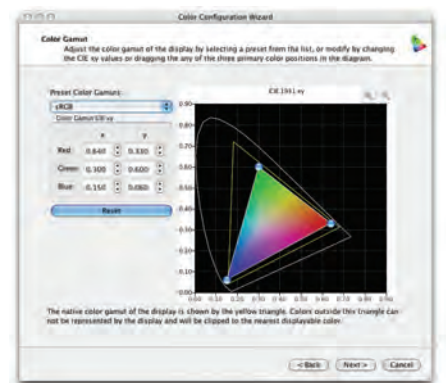 Color Configuration Wizard
Color Gamut
Adjust the color gamut of the display by selecting a preset from the list, or modify by changing
the CIE xy values or dragging the any of the three primary color positions in the diagram.
Preset Color Gamuts:
sRGB
Color Gamut CIE xy
x y
Red: 0.640 0.330
Green: 0.300 0.600
Blue: 0.150 0.060
Reset
CIE 1931 xy
0.90
0.80
0.70
0.60
0.50
0.40
0.30
0.20
0.10
0.00
0.00 0.10 0.20 0.30 0.40 0.50 0.60 0.70 0.80 0.90
The native color gamut of the display is shown by the yellow triangle. Colors outside this triangle can
not be represented by the display and will be clipped to the nearest displayable color.
< Back Next > Cancel